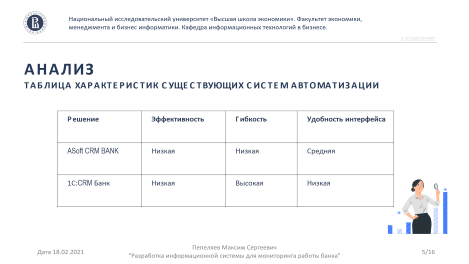 Национальный исследовательский университет «Высшая школа экономики». Факультет экономики,
менеджмента и бизнес информатики. Кафедра информационных технологий в бизнесе.
АНАЛИЗ
ТАБЛИЦА ХАРАКТЕРИСТИК СУЩЕСТВУЮЩИХ СИСТЕМ АВТОМАТИЗАЦИИ
Решение Эффективность Гибкость Удобность интерфейса
ASoft CRM BANK Низкая Низкая Средняя
1С:CRM Банк Низкая Высокая Низкая
Дата 18.02.2021
Пепеляев Максим Сергеевич
"Разработка информационной системы для мониторинга работы банка"
5/16